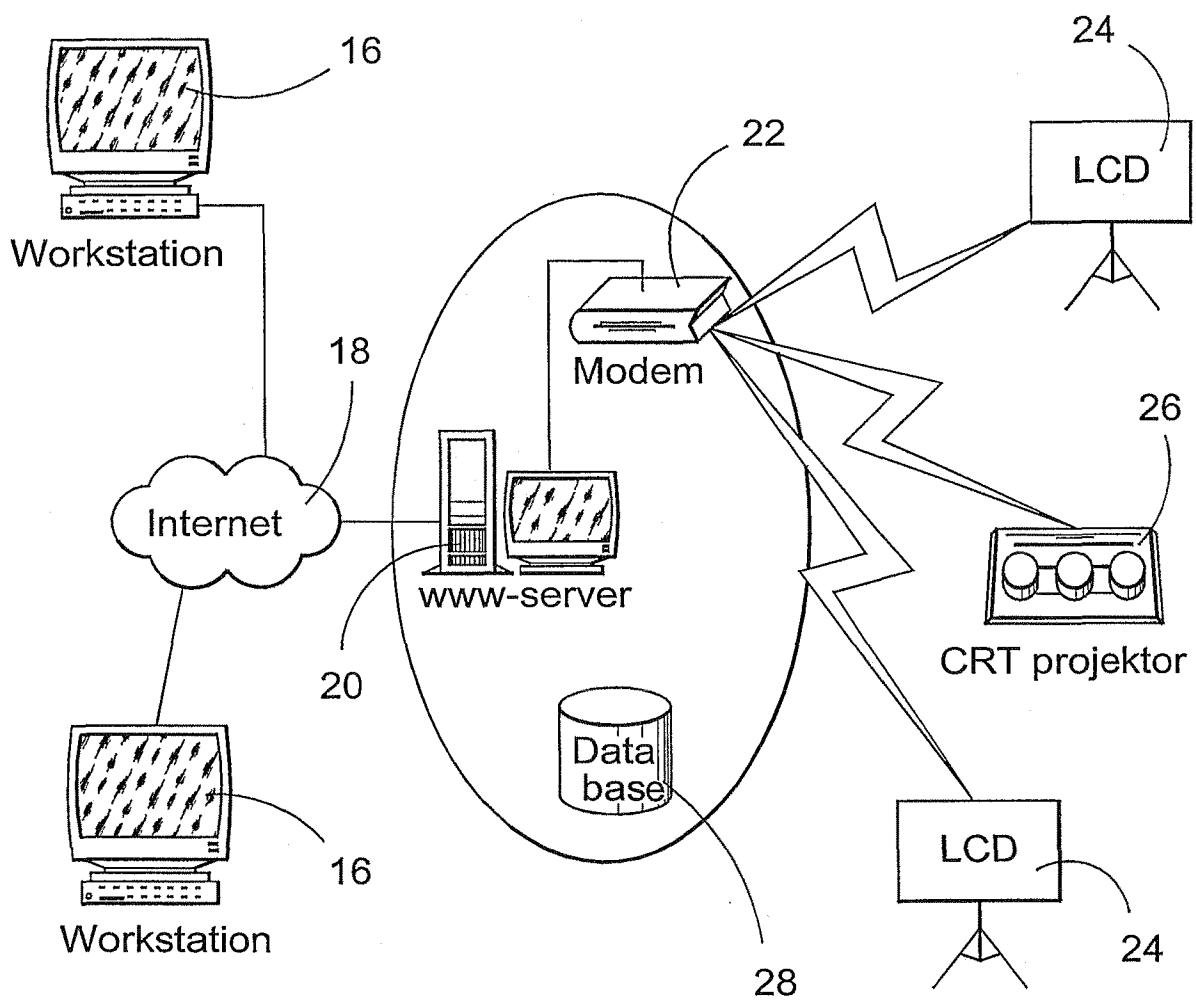 16
24
LCD
22
Workstation
Modem
18
26
Internet
www-server
CRT projektor
20
Data
base
LCD
16
Workstation
24
28